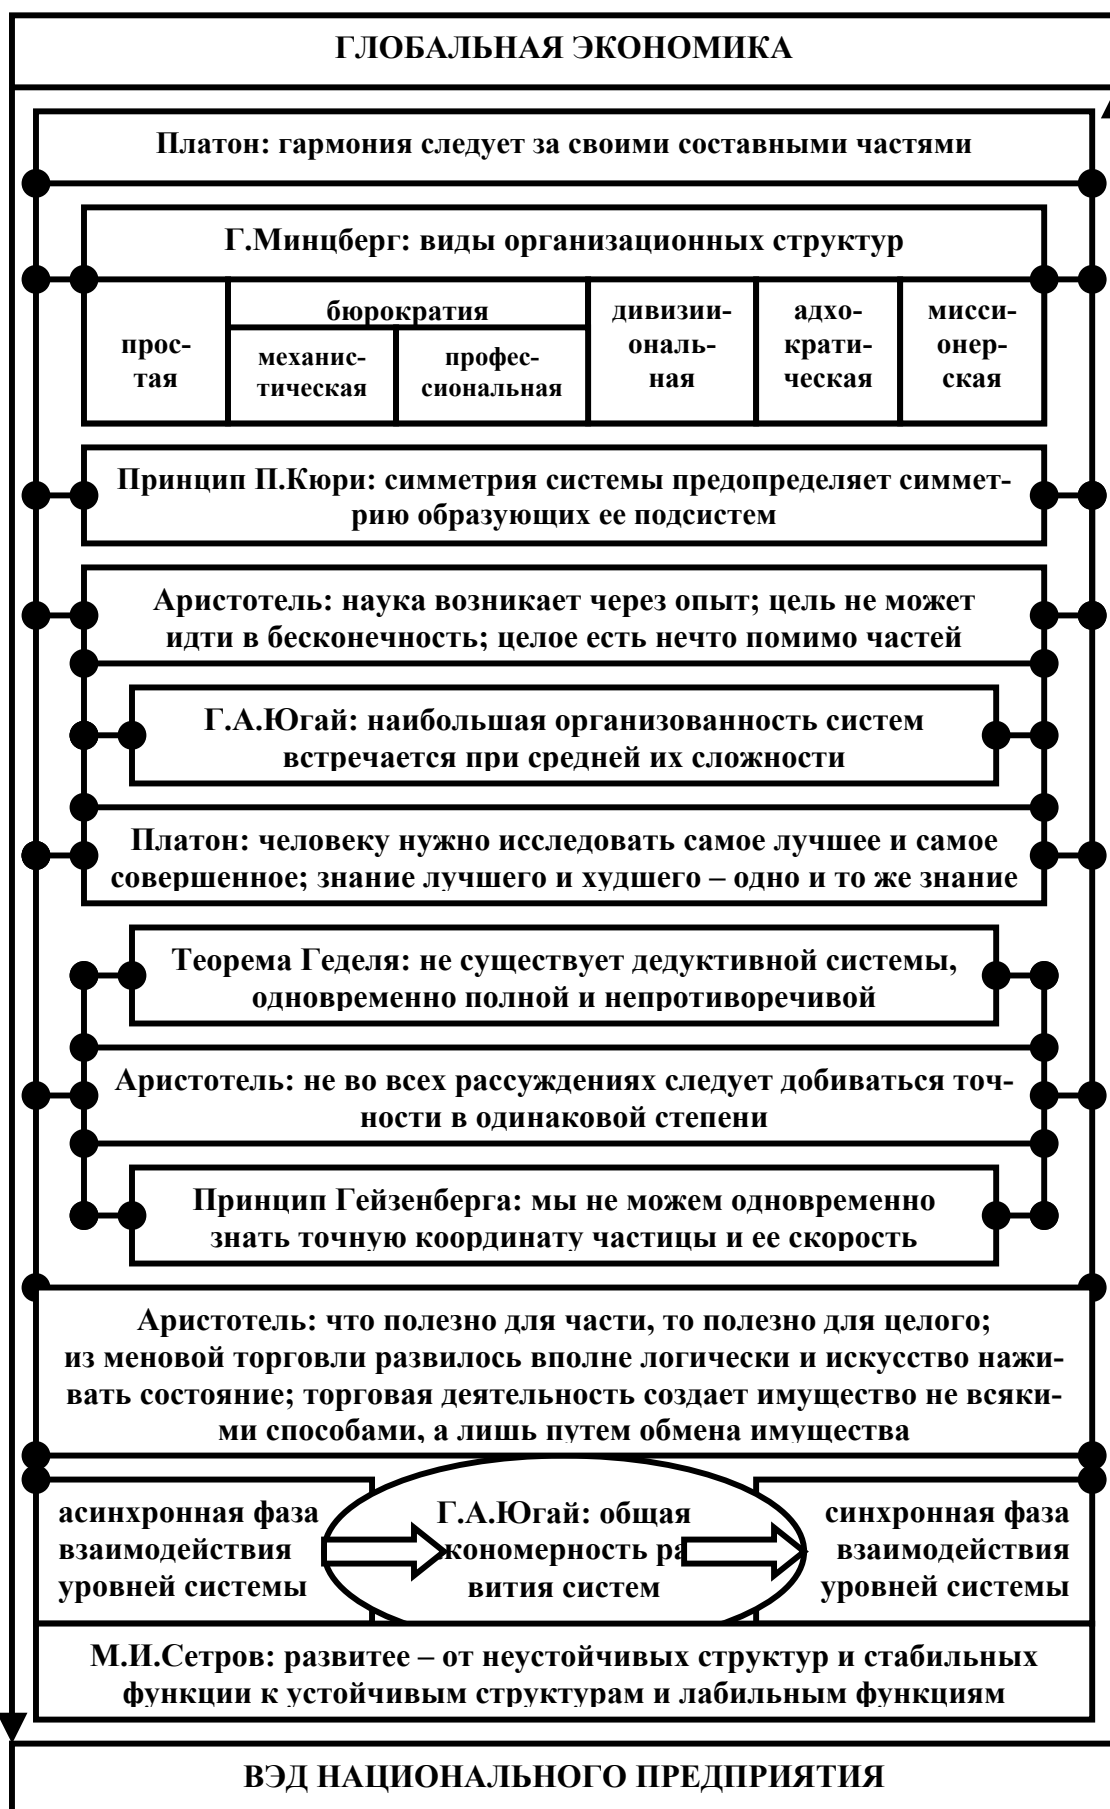 ГЛОБАЛЬНАЯ ЭКОНОМИКА
Платон: гармония следует за своими составными частями
Г.Минцберг: виды организационных структур
прос-
тая
бюрократия
механис-
тическая
профес-
сиональная
дивизи-
ональ-
ная
адхо-
крати-
ческая
мисси-
онер-
ская
Принцип П.Кюри: симметрия системы предопределяет симмет-
рию образующих ее подсистем
Аристотель: наука возникает через опыт; цель не может
идти в бесконечность; целое есть нечто помимо частей
Г.А.Югай: наибольшая организованность систем
встречается при средней их сложности
Платон: человеку нужно исследовать самое лучшее и самое
совершенное; знание лучшего и худшего – одно и то же знание
Теорема Геделя: не существует дедуктивной системы,
одновременно полной и непротиворечивой
Аристотель: не во всех рассуждениях следует добиваться точ-
ности в одинаковой степени
Принцип Гейзенберга: мы не можем одновременно
знать точную координату частицы и ее скорость
Аристотель: что полезно для части, то полезно для целого;
из меновой торговли развилось вполне логически и искусство нажи-
вать состояние; торговая деятельность создает имущество не всяки-
ми способами, а лишь путем обмена имущества
асинхронная фаза
взаимодействия
уровней системы
Г.А.Югай: общая
кономерность ра
вития систем
синхронная фаза
взаимодействия
уровней системы
М.И.Сетров: развитее – от неустойчивых структур и стабильных
функции к устойчивым структурам и лабильным функциям
ВЭД НАЦИОНАЛЬНОГО ПРЕДПРИЯТИЯ